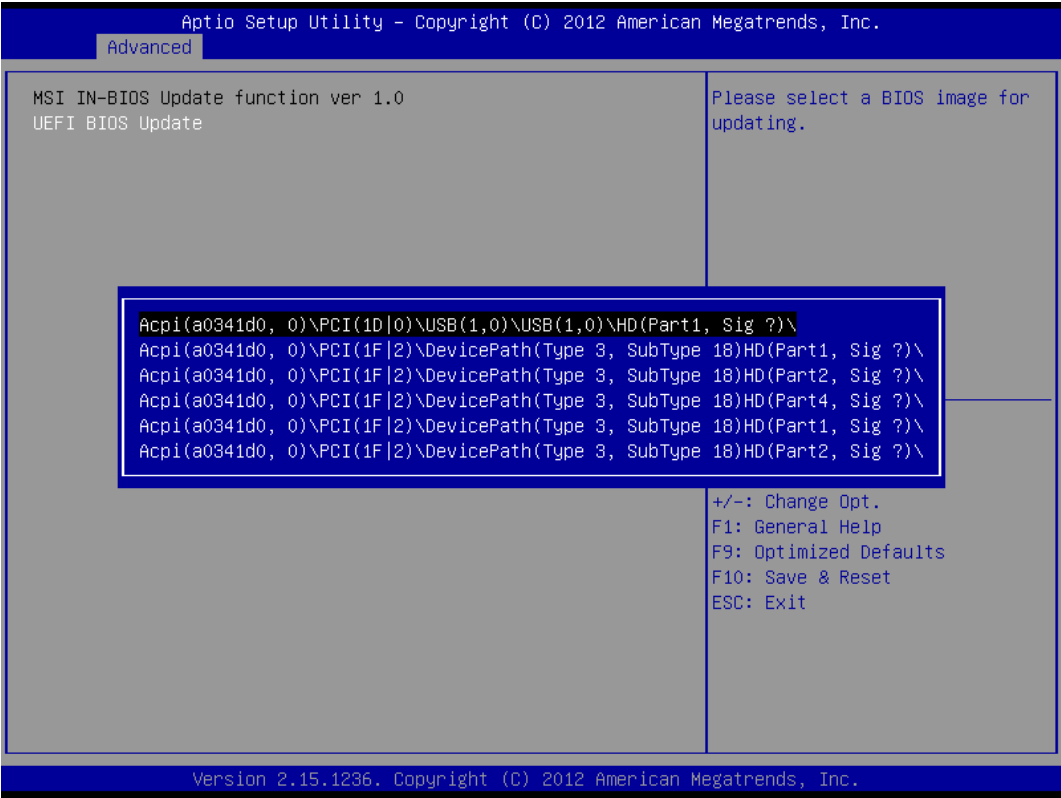 Aptio Setup Utility – Copyright (C) 2012 American Megatrends, Inc.
Advanced
MSI IN-BIOS Update function ver 1.0
UEFI BIOS Update
Please select a BIOS image for
updating.
Acpi(a0341d0, 0)\PCI(1D|0)\USB(1,0)\USB(1,0)\HD(Part1, Sig ?)\
Acpi(a0341d0, 0)\PCI(1F|2)\DevicePath(Type 3, SubType 18)HD(Part1, Sig ?)\
Acpi(a0341d0, 0)\PCI(1F|2)\DevicePath(Type 3, SubType 18)HD(Part2, Sig ?)\
Acpi(a0341d0, 0)\PCI(1F|2)\DevicePath(Type 3, SubType 18)HD(Part4, Sig ?)\
Acpi(a0341d0, 0)\PCI(1F|2)\DevicePath(Type 3, SubType 18)HD(Part1, Sig ?)\
Acpi(a0341d0, 0)\PCI(1F|2)\DevicePath(Type 3, SubType 18)HD(Part2, Sig ?)\
+/-: Change Opt.
F1: General Help
F9: Optimized Defaults
F10: Save & Reset
ESC: Exit
Version 2.15.1236. Copyright (C) 2012 American Megatrends, Inc.